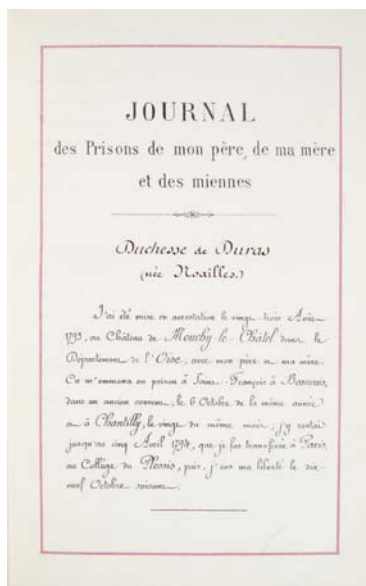 JOURNAL
des Prisons de mon père, de ma mère
et des miennes
Duchesse de Duras
(née Noailles.)
J'ai été mise en arrestation le vingt trois Août
1793, au Château de Mouchy-le-Châtel dans le
Département de l'Oise, avec mon père et ma mère.
On m'emmena en prison à Saint-François à Beauvais,
dans un ancien couvent, le 6 Octobre de la même année
et à Chantilly, le vingt du même mois; j'y restai
jusqu'au cinq Avril 1794, que je fus transférée à Paris,
au Collège du Plessis, puis, j'eus ma liberté le dix-
neuf Octobre suivant.